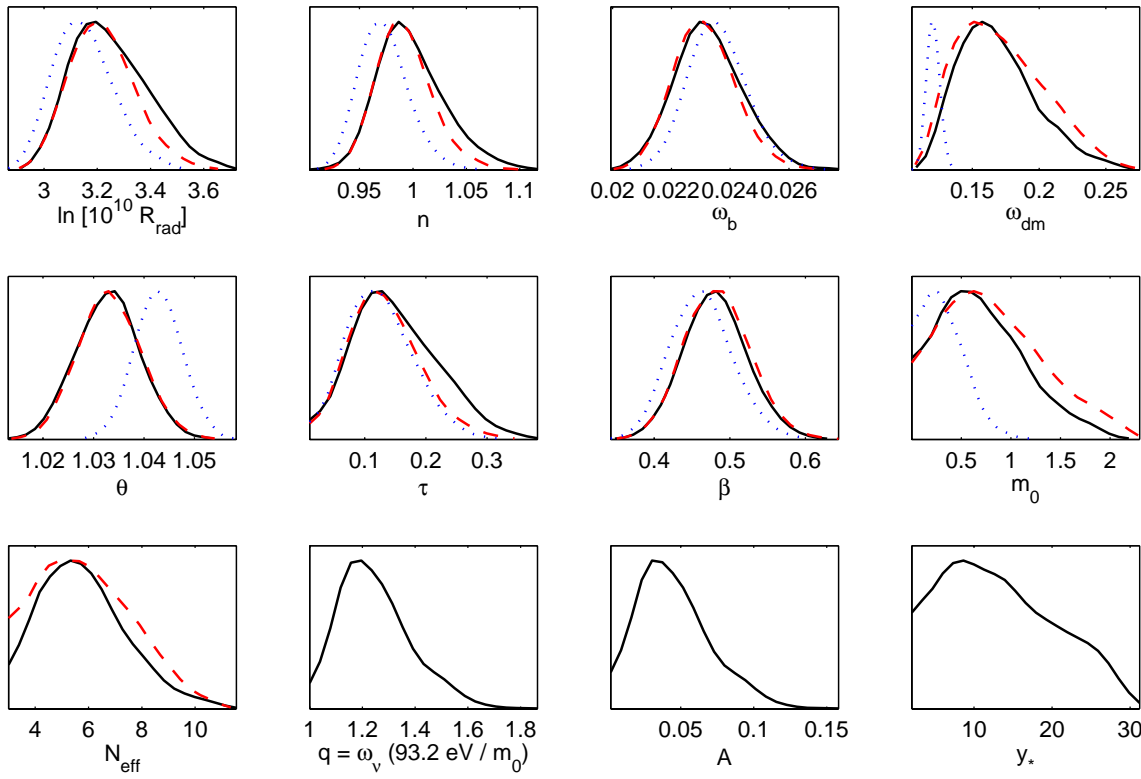 3 3.2 3.4 3.6
ln [10^10 R_rad]
0.95 1 1.05 1.1
n
0.02 0.022 0.024 0.026
ω_b
0.15 0.2 0.25
ω_dm
1.02 1.03 1.04 1.05
θ
0.1 0.2 0.3
τ
0.4 0.5 0.6
β
0.5 1 1.5 2
m_0
4 6 8 10
N_eff
1 1.2 1.4 1.6 1.8
q = ω_ν (93.2 eV / m_0)
0.05 0.1 0.15
A
10 20 30
y_*